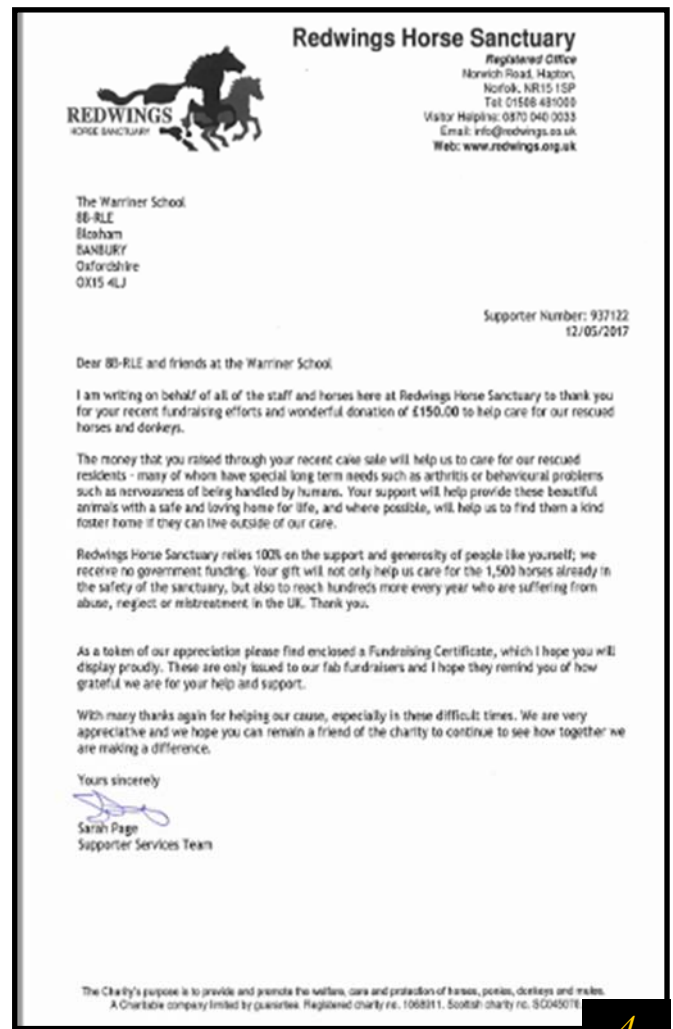 Redwings Horse Sanctuary
Registered Office
Norwich Road, Hapton,
Norfolk, NR15 1SP
Tel: 01508 481000
Visitor Helpline: 0870 040 0033
Email: info@redwings.co.uk
Web: www.redwings.org.uk
REDWINGS
HORSE SANCTUARY
The Warriner School
8B-RLE
Bloxham
BANBURY
Oxfordshire
OX15 4LJ
Supporter Number: 937122
12/05/2017
Dear 8B-RLE and friends at the Warriner School
I am writing on behalf of all of the staff and horses here at Redwings Horse Sanctuary to thank you
for your recent fundraising efforts and wonderful donation of £150.00 to help care for our rescued
horses and donkeys.
The money that you raised through your recent cake sale will help us to care for our rescued
residents - many of whom have special long term needs such as arthritis or behavioural problems
such as nervousness of being handled by humans. Your support will help provide these beautiful
animals with a safe and loving home for life, and where possible, will help us to find them a kind
foster home if they can live outside of our care.
Redwings Horse Sanctuary relies 100% on the support and generosity of people like yourself; we
receive no government funding. Your gift will not only help us care for the 1,500 horses already in
the safety of the sanctuary, but also to reach hundreds more every year who are suffering from
abuse, neglect or mistreatment in the UK. Thank you.
As a token of our appreciation please find enclosed a Fundraising Certificate, which I hope you will
display proudly. These are only issued to our fab fundraisers and I hope they remind you of how
grateful we are for your help and support.
With many thanks again for helping our cause, especially in these difficult times. We are very
appreciative and we hope you can remain a friend of the charity to continue to see how together we
are making a difference.
Yours sincerely
Sarah Page
Supporter Services Team
The Charity's purpose is to provide and promote the welfare, care and protection of horses, ponies, donkeys and mules.
A Charitable company limited by guarantee. Registered charity no. 1068911. Scottish charity no.